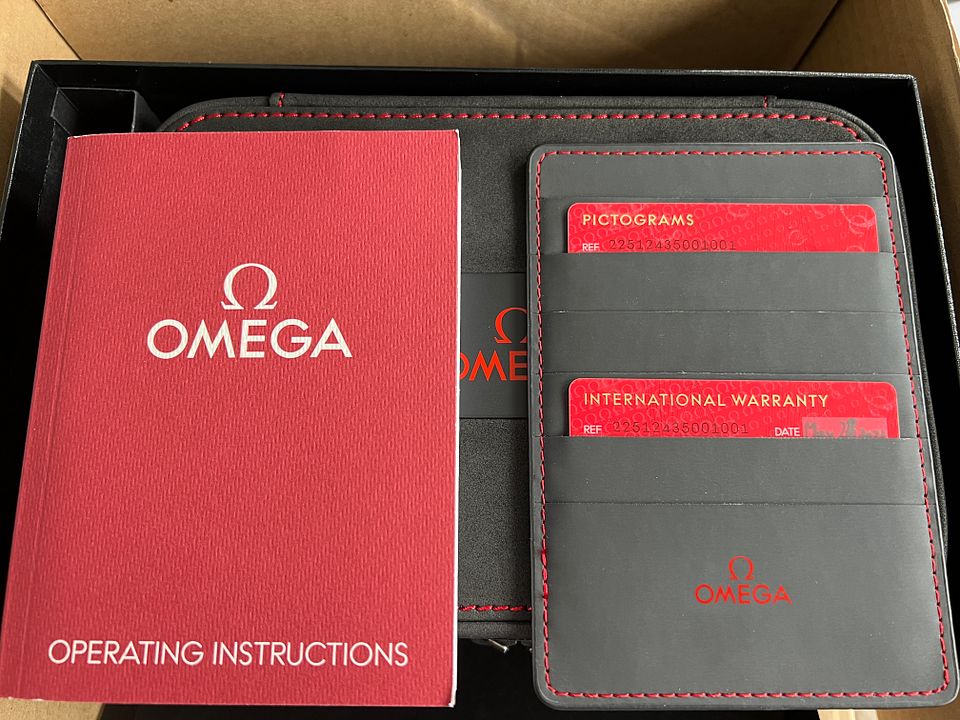 Ω
OMEGA
OPERATING INSTRUCTIONS
Ω
OME
PICTOGRAMS
REF 22512435001001
INTERNATIONAL WARRANTY
REF 22512435001001 DATE
Ω
OMEGA